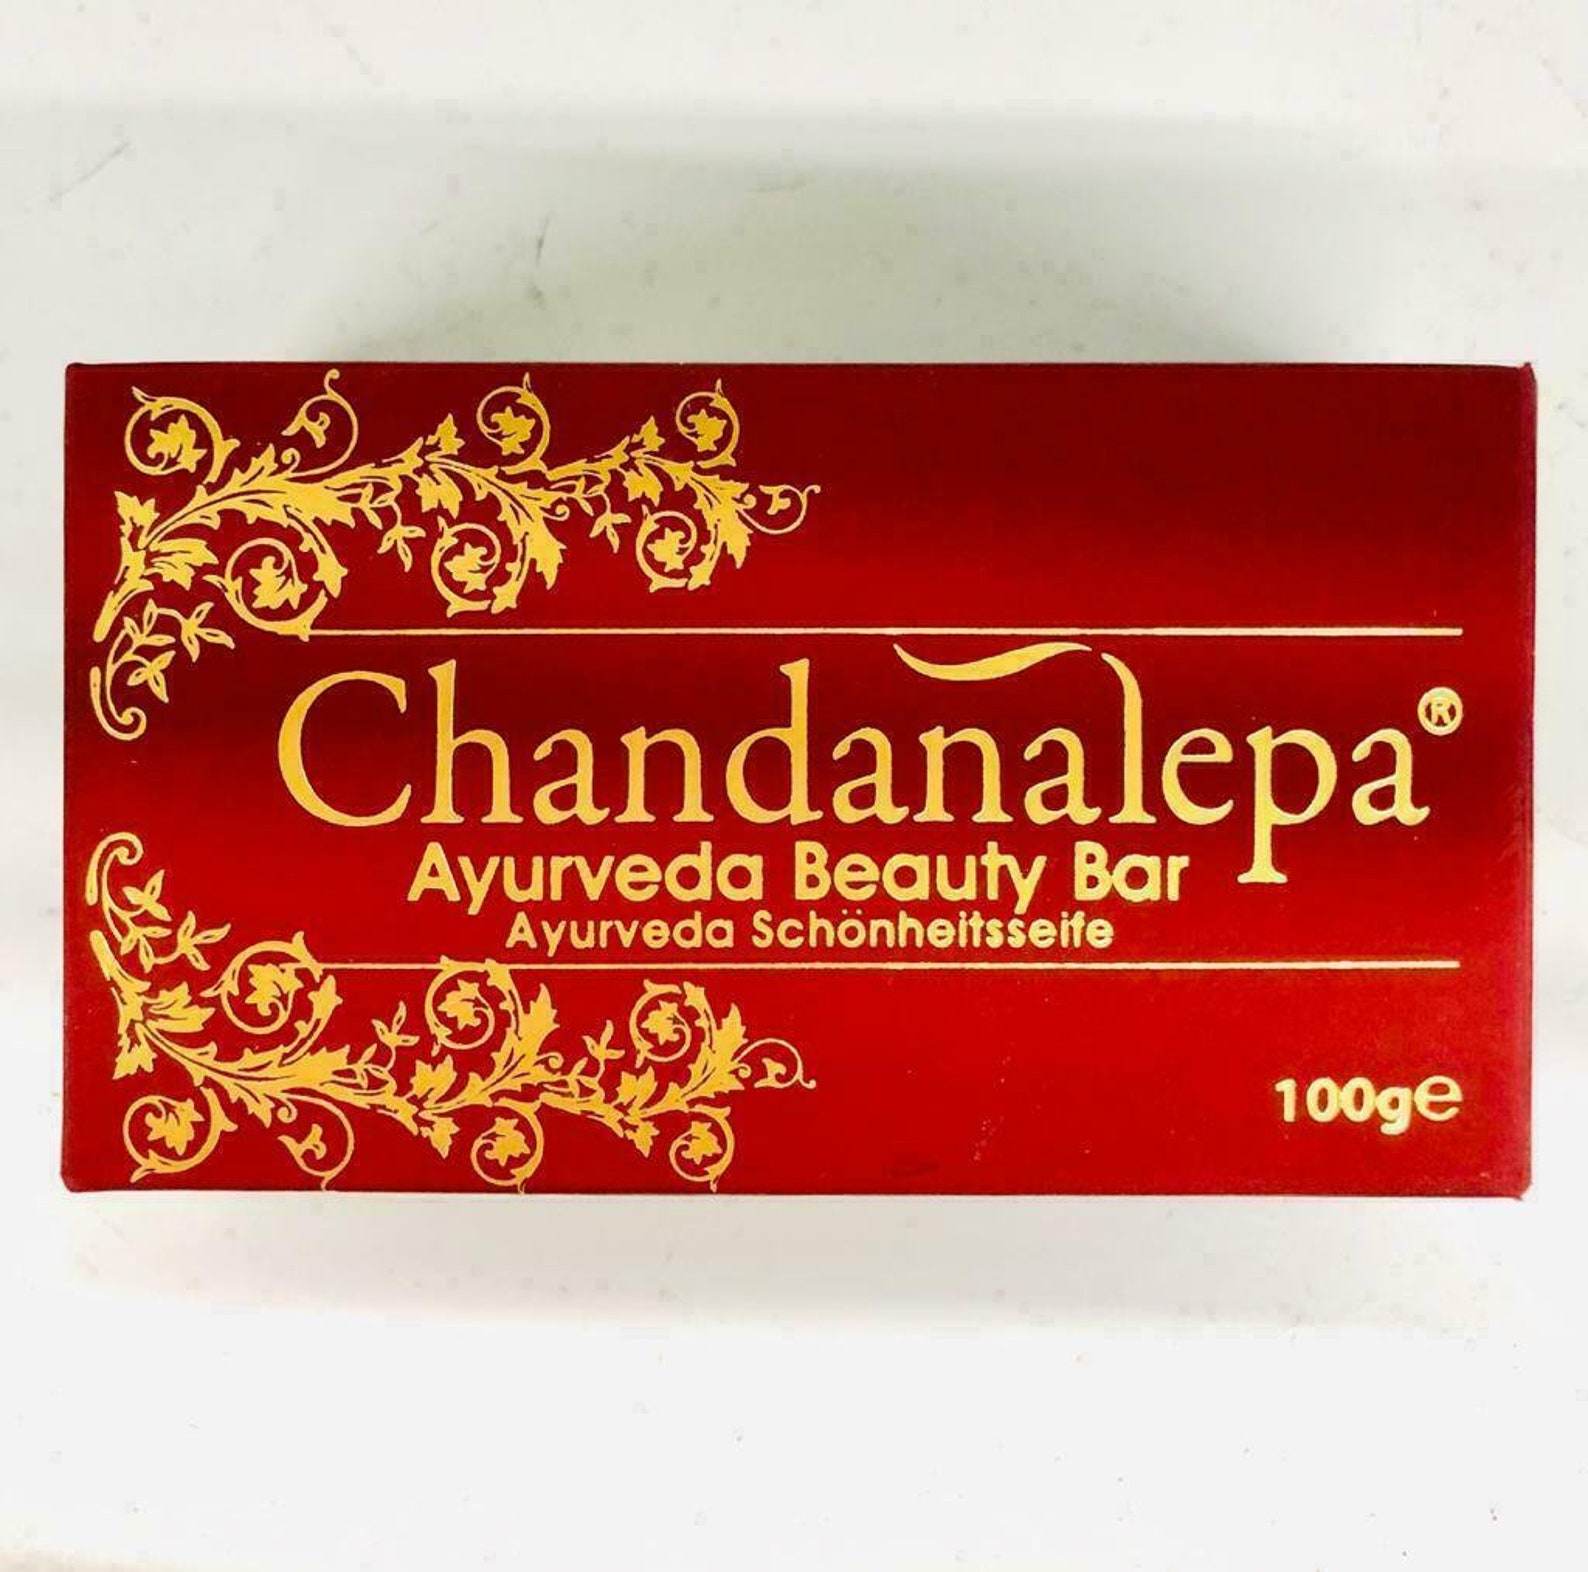 Chandanalepa®
Ayurveda Beauty Bar
Ayurveda Schönheitsseife
100g℮